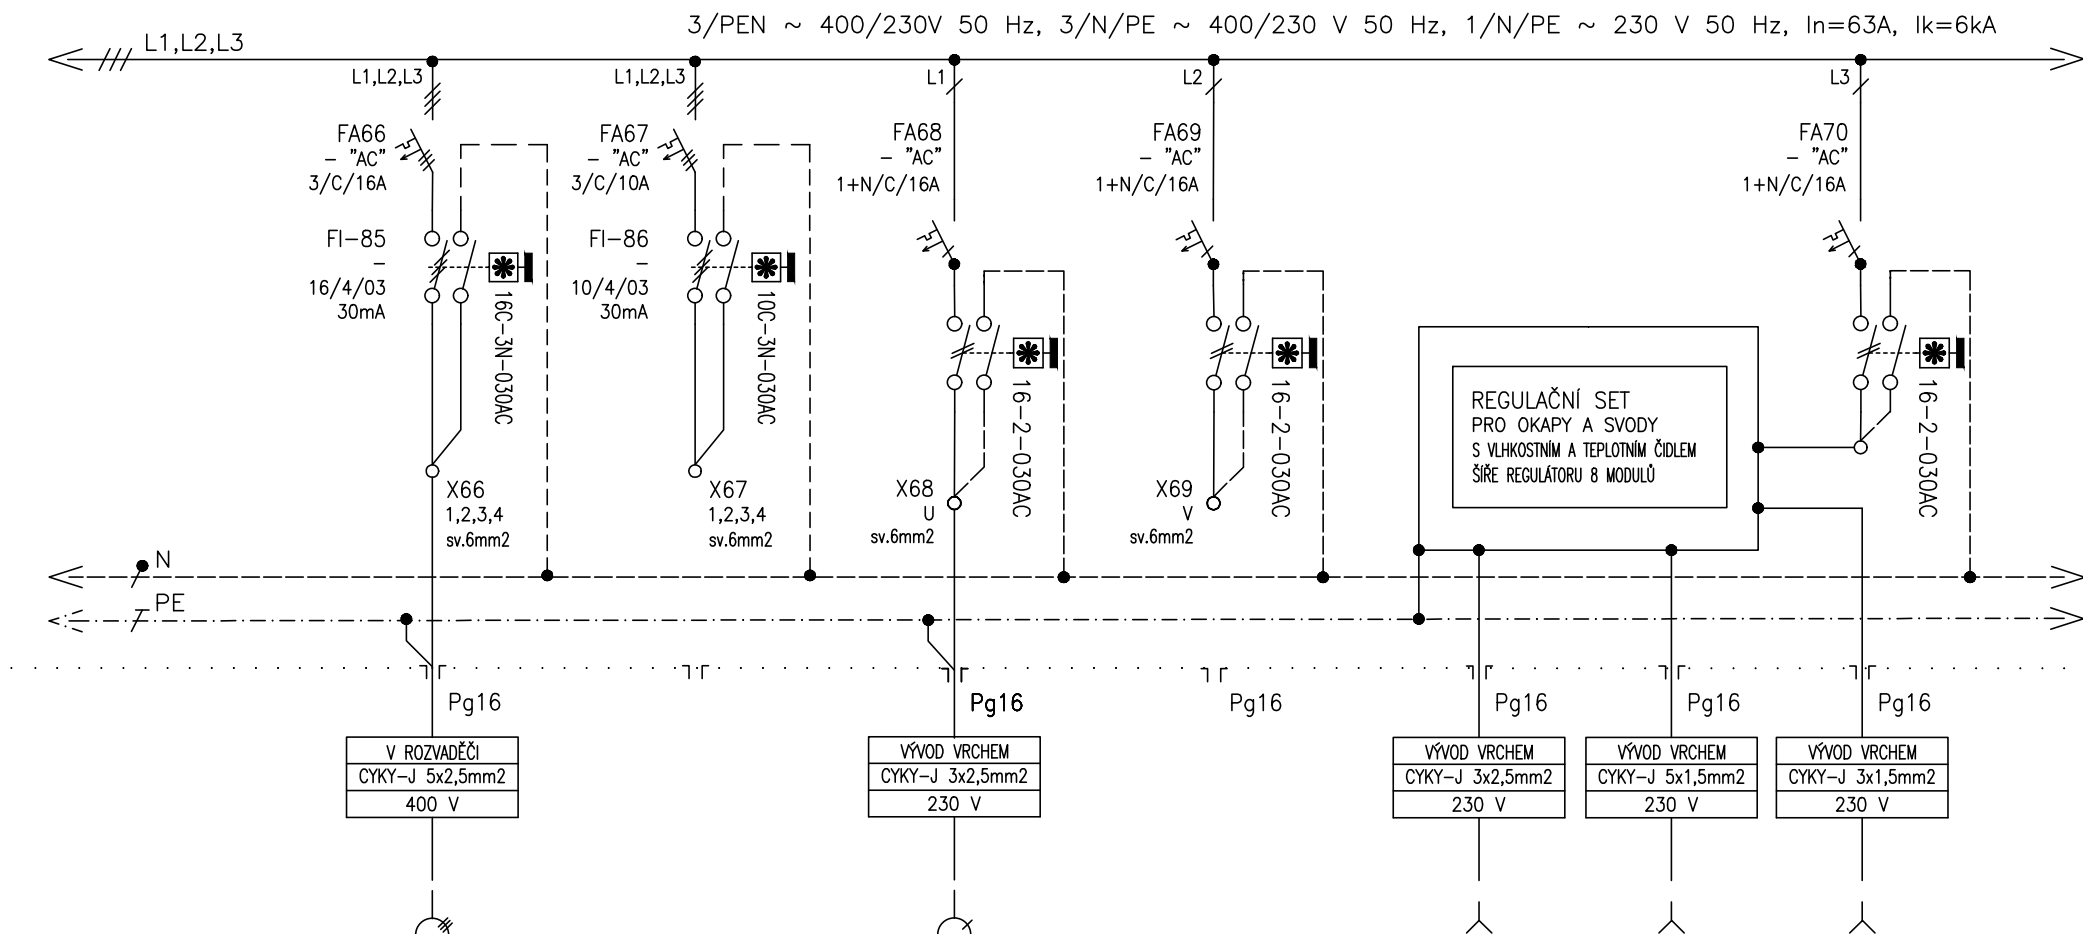 3/PEN ~ 400/230V 50 Hz, 3/N/PE ~ 400/230 V 50 Hz, 1/N/PE ~ 230 V 50 Hz, In=63A, Ik=6kA
L1,L2,L3
L1,L2,L3
FA66
- "AC"
3/C/16A
FI-85
-
16/4/03
30mA
16C-3N-030AC
X66
1,2,3,4
sv.6mm2
L1,L2,L3
FA67
- "AC"
3/C/10A
FI-86
-
10/4/03
30mA
10C-3N-030AC
X67
1,2,3,4
sv.6mm2
L1
FA68
- "AC"
1+N/C/16A
16-2-030AC
X68
U
sv.6mm2
L2
FA69
- "AC"
1+N/C/16A
16-2-030AC
X69
V
sv.6mm2
L3
FA70
- "AC"
1+N/C/16A
16-2-030AC
REGULAČNÍ SET
PRO OKAPY A SVODY
S VLHKOSTNÍM A TEPLOTNÍM ČIDLEM
ŠÍŘE REGULÁTORU 8 MODULŮ
N
PE
Pg16
Pg16
Pg16
Pg16
Pg16
Pg16
V ROZVADĚČI
CYKY-J 5x2,5mm2
400 V
VÝVOD VRCHEM
CYKY-J 3x2,5mm2
230 V
VÝVOD VRCHEM
CYKY-J 3x2,5mm2
230 V
VÝVOD VRCHEM
CYKY-J 5x1,5mm2
230 V
VÝVOD VRCHEM
CYKY-J 3x1,5mm2
230 V